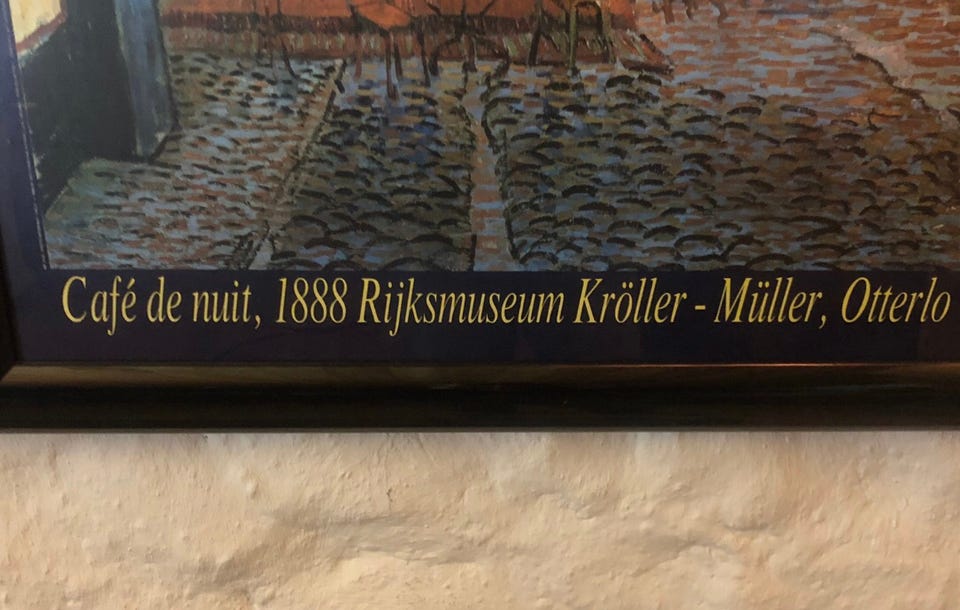 Café de nuit, 1888 Rijksmuseum Kröller - Müller, Otterlo